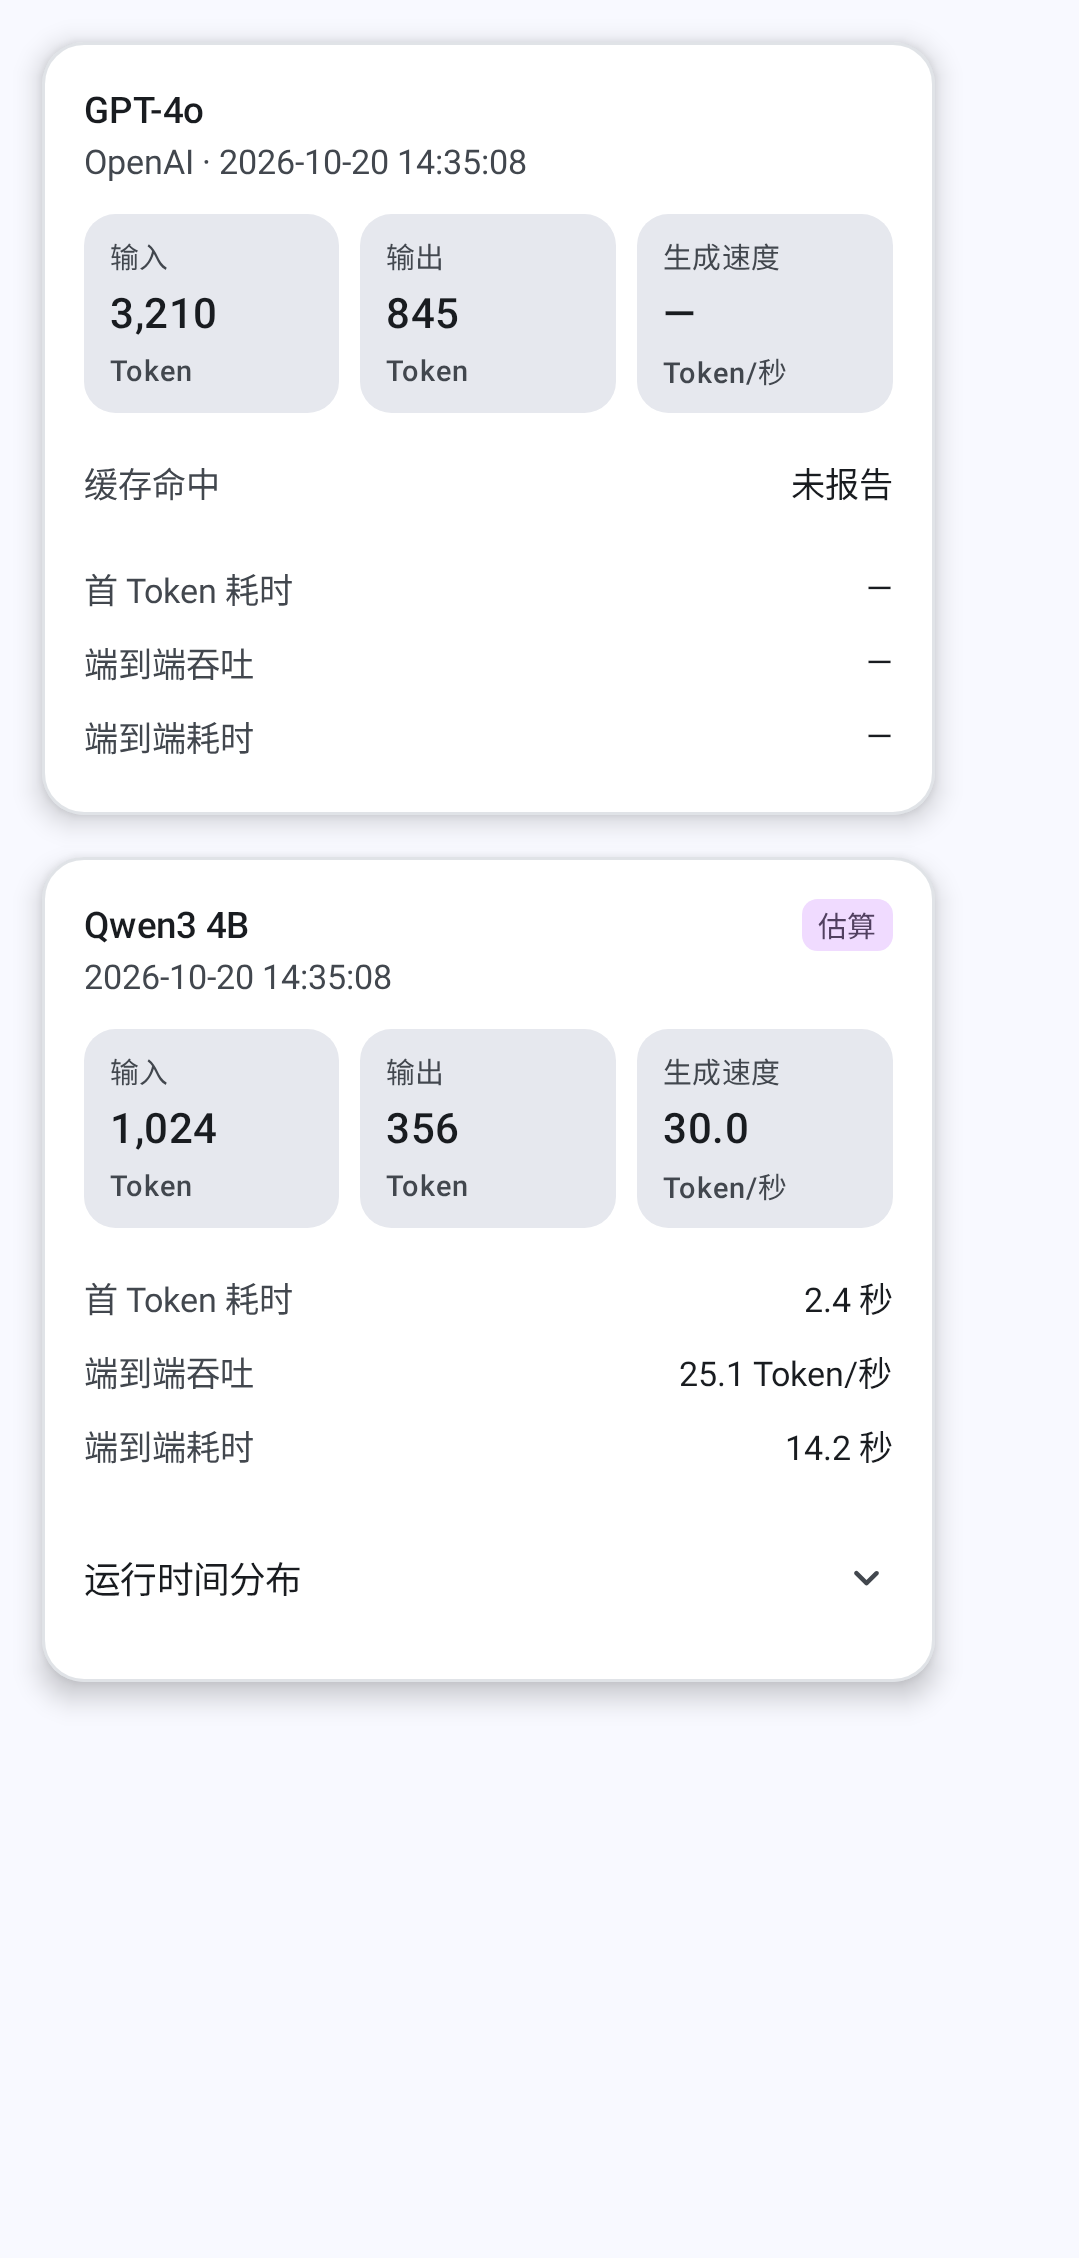 GPT-4o
OpenAI · 2026-10-20 14:35:08
输入 输出 生成速度
3,210 845 —
Token Token Token/秒
缓存命中 未报告
首 Token 耗时 —
端到端吞吐 —
端到端耗时 —
Qwen3 4B 估算
2026-10-20 14:35:08
输入 输出 生成速度
1,024 356 30.0
Token Token Token/秒
首 Token 耗时 2.4 秒
端到端吞吐 25.1 Token/秒
端到端耗时 14.2 秒
运行时间分布